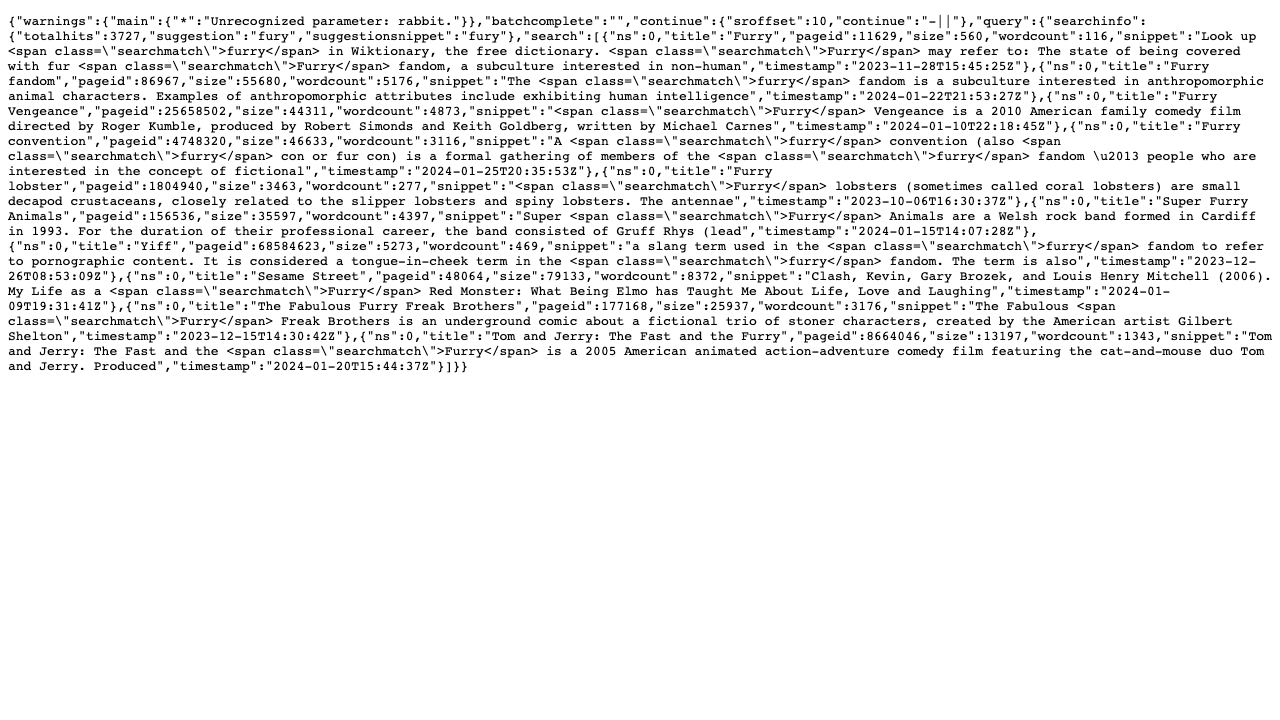 {"warnings":{"main":{"*":"Unrecognized parameter: rabbit."}},"batchcomplete":"","continue":{"sroffset":10,"continue":"-||"},"query":{"searchinfo":
{"totalhits":3727,"suggestion":"fury","suggestionsnippet":"fury"},"search":[{"ns":0,"title":"Furry","pageid":11629,"size":560,"wordcount":116,"snippet":"Look up
<span class=\"searchmatch\">furry</span> in Wiktionary, the free dictionary. <span class=\"searchmatch\">Furry</span> may refer to: The state of being covered
with fur <span class=\"searchmatch\">Furry</span> fandom, a subculture interested in non-human","timestamp":"2023-11-28T15:45:25Z"},{"ns":0,"title":"Furry
fandom","pageid":86967,"size":55680,"wordcount":5176,"snippet":"The <span class=\"searchmatch\">furry</span> fandom is a subculture interested in anthropomorphic
animal characters. Examples of anthropomorphic attributes include exhibiting human intelligence","timestamp":"2024-01-22T21:53:27Z"},{"ns":0,"title":"Furry
Vengeance","pageid":25658502,"size":44311,"wordcount":4873,"snippet":"<span class=\"searchmatch\">Furry</span> Vengeance is a 2010 American family comedy film
directed by Roger Kumble, produced by Robert Simonds and Keith Goldberg, written by Michael Carnes","timestamp":"2024-01-10T22:18:45Z"},{"ns":0,"title":"Furry
convention","pageid":4748320,"size":46633,"wordcount":3116,"snippet":"A <span class=\"searchmatch\">furry</span> convention (also <span
class=\"searchmatch\">furry</span> con or fur con) is a formal gathering of members of the <span class=\"searchmatch\">furry</span> fandom \u2013 people who are
interested in the concept of fictional","timestamp":"2024-01-25T20:35:53Z"},{"ns":0,"title":"Furry
lobster","pageid":1804940,"size":3463,"wordcount":277,"snippet":"<span class=\"searchmatch\">Furry</span> lobsters (sometimes called coral lobsters) are small
decapod crustaceans, closely related to the slipper lobsters and spiny lobsters. The antennae","timestamp":"2023-10-06T16:30:37Z"},{"ns":0,"title":"Super Furry
Animals","pageid":156536,"size":35597,"wordcount":4397,"snippet":"Super <span class=\"searchmatch\">Furry</span> Animals are a Welsh rock band formed in Cardiff
in 1993. For the duration of their professional career, the band consisted of Gruff Rhys (lead","timestamp":"2024-01-15T14:07:28Z"},
{"ns":0,"title":"Yiff","pageid":68584623,"size":5273,"wordcount":469,"snippet":"a slang term used in the <span class=\"searchmatch\">furry</span> fandom to refer
to pornographic content. It is considered a tongue-in-cheek term in the <span class=\"searchmatch\">furry</span> fandom. The term is also","timestamp":"2023-12-
26T08:53:09Z"},{"ns":0,"title":"Sesame Street","pageid":48064,"size":79133,"wordcount":8372,"snippet":"Clash, Kevin, Gary Brozek, and Louis Henry Mitchell (2006).
My Life as a <span class=\"searchmatch\">Furry</span> Red Monster: What Being Elmo has Taught Me About Life, Love and Laughing","timestamp":"2024-01-
09T19:31:41Z"},{"ns":0,"title":"The Fabulous Furry Freak Brothers","pageid":177168,"size":25937,"wordcount":3176,"snippet":"The Fabulous <span
class=\"searchmatch\">Furry</span> Freak Brothers is an underground comic about a fictional trio of stoner characters, created by the American artist Gilbert
Shelton","timestamp":"2023-12-15T14:30:42Z"},{"ns":0,"title":"Tom and Jerry: The Fast and the Furry","pageid":8664046,"size":13197,"wordcount":1343,"snippet":"Tom
and Jerry: The Fast and the <span class=\"searchmatch\">Furry</span> is a 2005 American animated action-adventure comedy film featuring the cat-and-mouse duo Tom
and Jerry. Produced","timestamp":"2024-01-20T15:44:37Z"}]}}